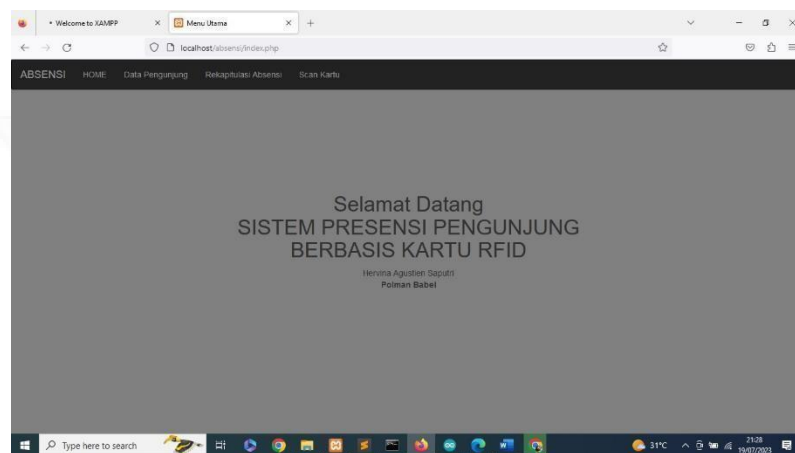 Welcome to XAMPP
Menu Utama
localhost/absensi/index.php
ABSENSI HOME Data Pengunjung Rekapitulasi Absensi Scan Kartu
Selamat Datang
SISTEM PRESENSI PENGUNJUNG
BERBASIS KARTU RFID
Agustien Saputri
Polman Babel
Type here to search
31°C
21:28
19/07/2023